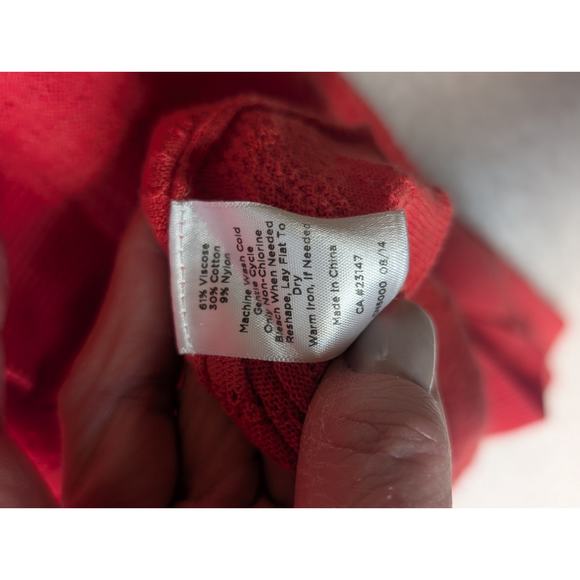 61% Viscose
30% Cotton
9% Nylon
Machine Wash Cold
Gentle Cycle
Only Non-Chlorine
Bleach When Needed
Reshape, Lay Flat To
Dry
Warm Iron, If Needed
Made In China
CA #23147
08/14